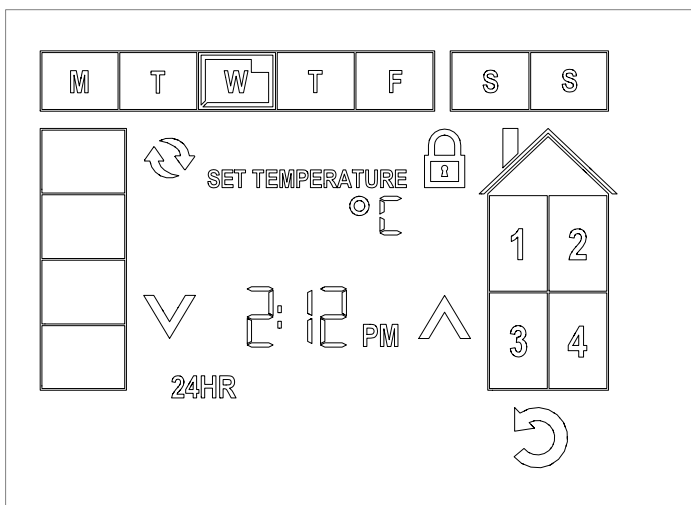 M T W T F S S
SET TEMPERATURE
°C
1 2
2:12 PM
3 4
24HR